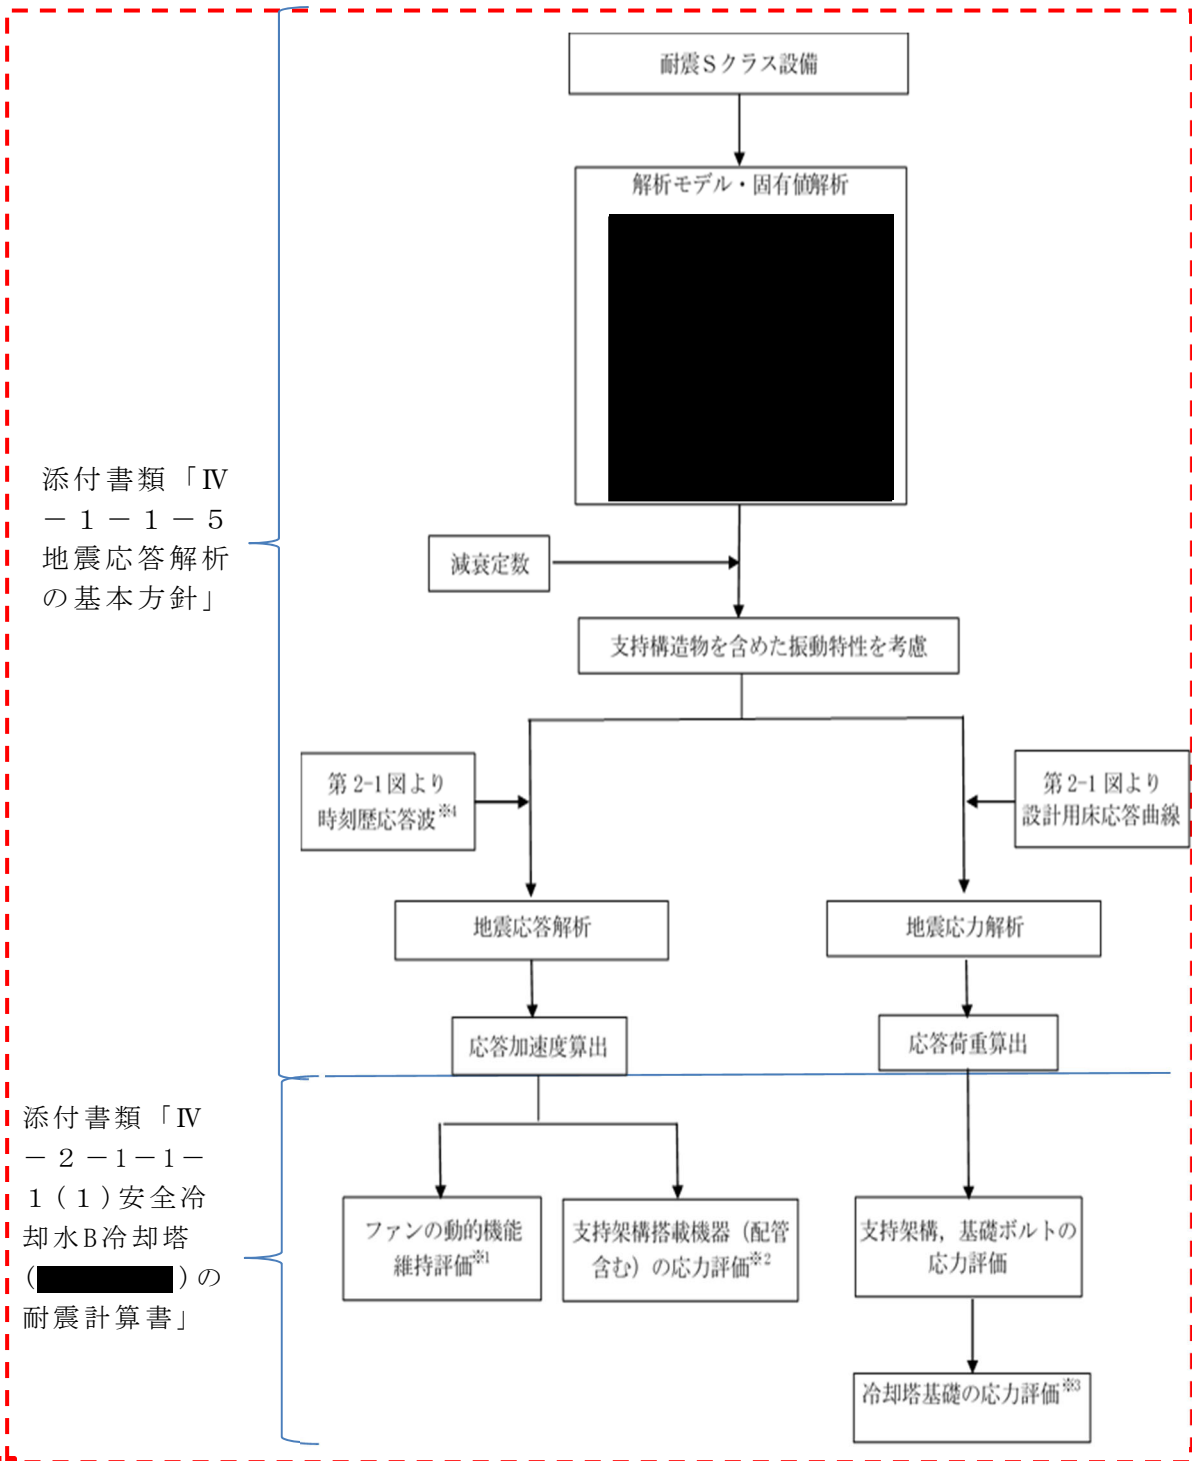 耐震Sクラス設備
解析モデル・固有値解析
減衰定数
支持構造物を含めた振動特性を考慮
第 2-1 図より
時刻歴応答波※4
第 2-1 図より
設計用床応答曲線
地震応答解析
地震応力解析
応答加速度算出
応答荷重算出
添付書類「Ⅳ
－１－１－５
地震応答解析
の基本方針」
添付書類「Ⅳ
－２－1－1－
１(１)安全冷
却水B冷却塔
(　　　)の
耐震計算書」
ファンの動的機能
維持評価※1
支持架構搭載機器（配管
含む）の応力評価※2
支持架構，基礎ボルトの
応力評価
冷却塔基礎の応力評価※3